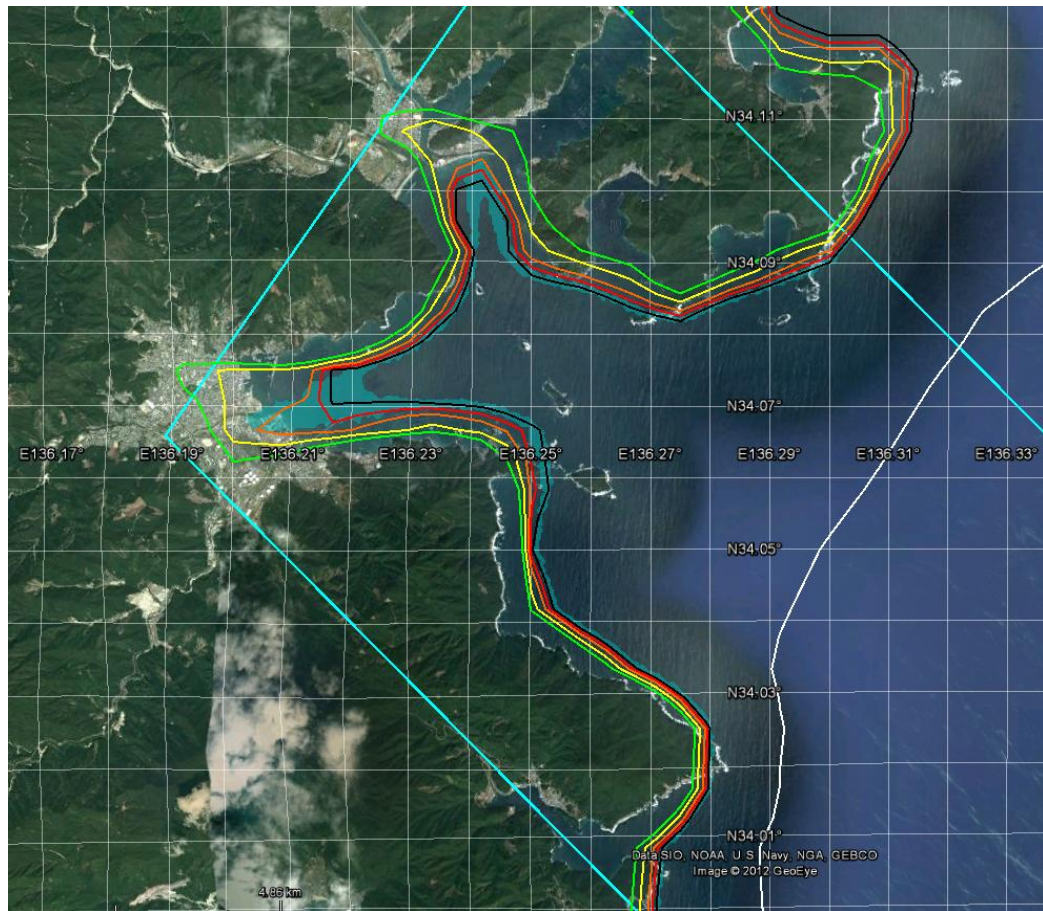 N34.11°
N34.09°
N34.07°
E136.17° E136.19° E136.21° E136.23° E136.25° E136.27° E136.29° E136.31° E136.33°
N34.05°
N34.03°
N34.01°
Data SIO, NOAA, U.S. Navy, NGA, GEBCO
Image © 2012 GeoEye
4.86 km